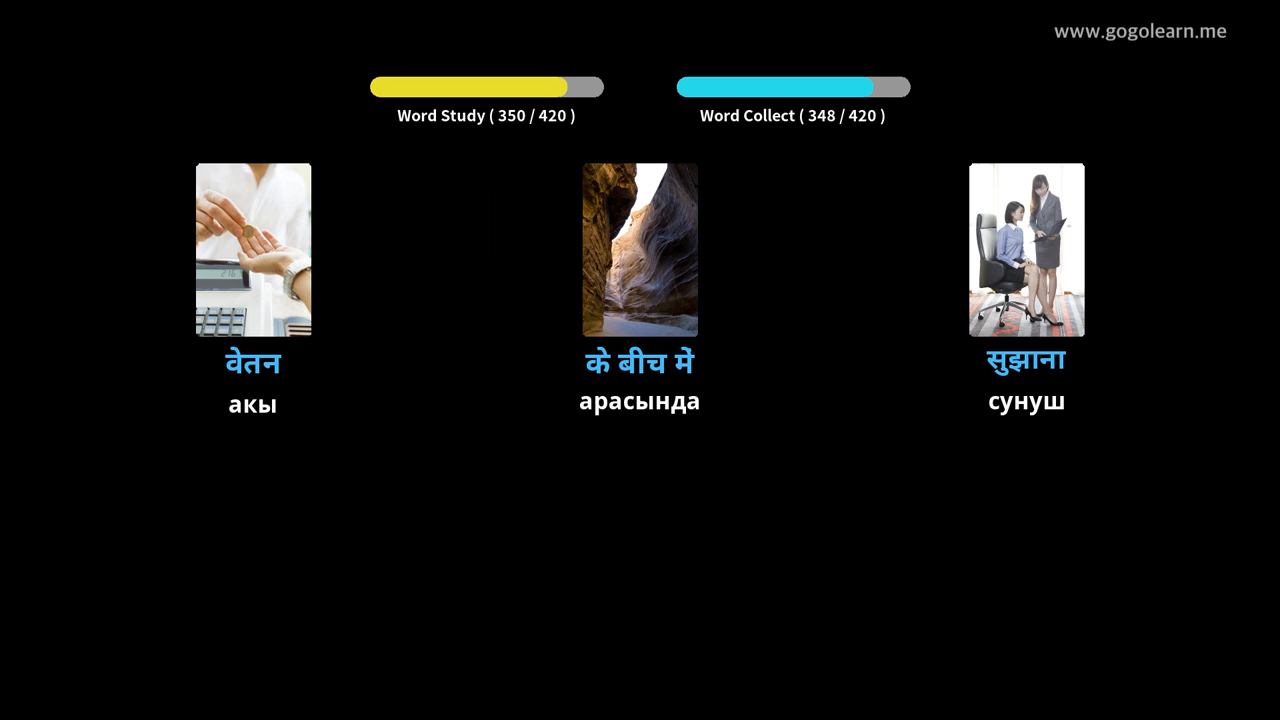 www.gogolearn.me
Word Study ( 350 / 420 )
Word Collect ( 348 / 420 )
वेतन
के बीच में
सुझाना
акы
арасында
сунуш